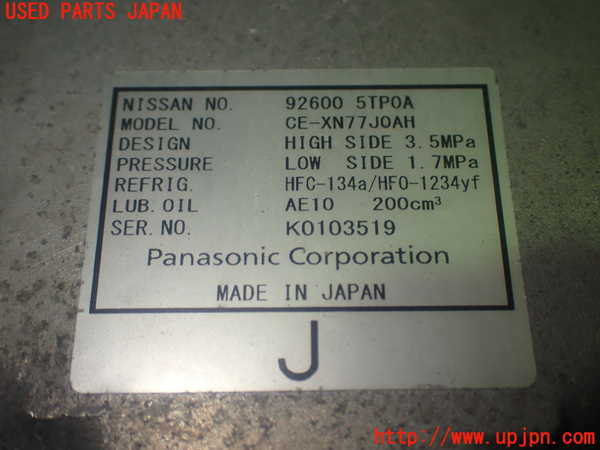 USED PARTS JAPAN
NISSAN NO. 92600 5TP0A
MODEL NO. CE-XN77J0AH
DESIGN HIGH SIDE 3.5MPa
PRESSURE LOW SIDE 1.7MPa
REFRIG. HFC-134a/HFO-1234yf
LUB.OIL AE10 200cm³
SER.NO. K0103519
Panasonic Corporation
MADE IN JAPAN
J
http://www.upjpn.com/